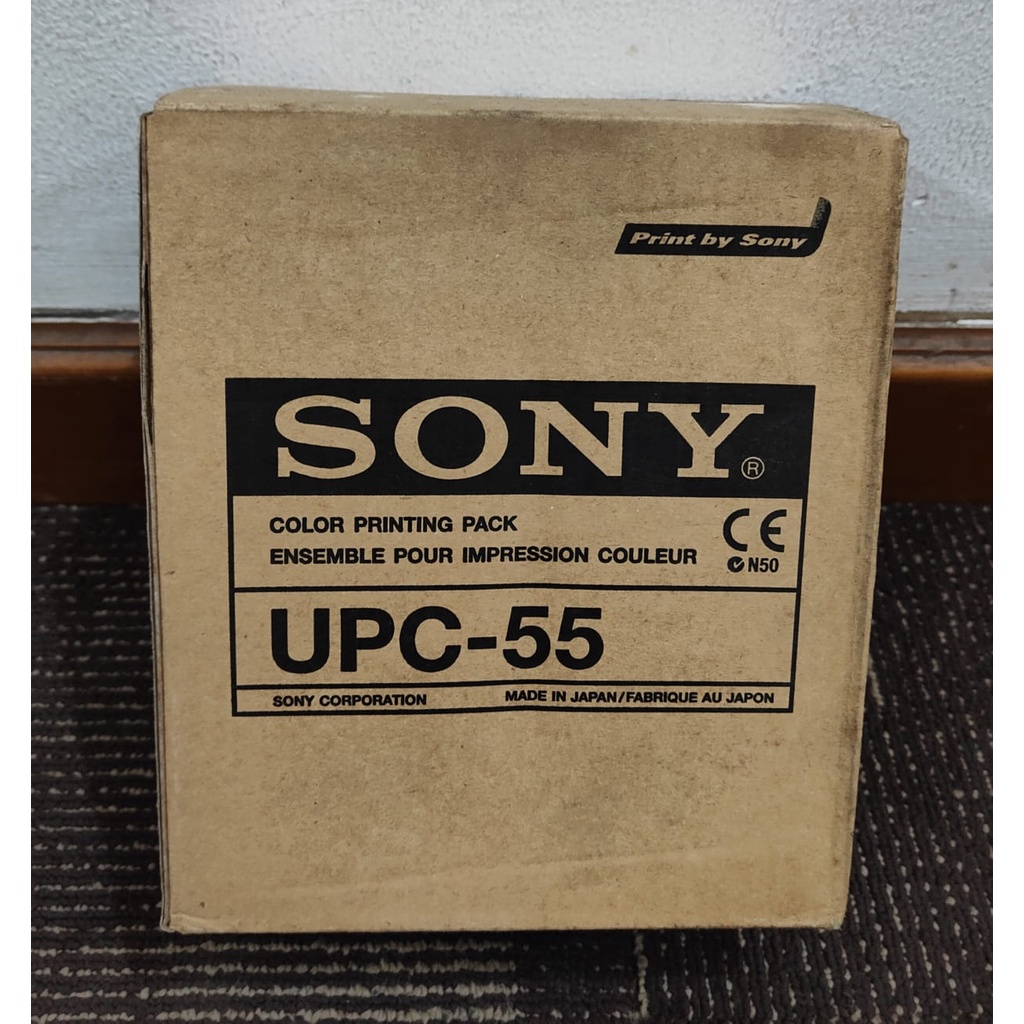 Print by Sony
SONY®
COLOR PRINTING PACK
ENSEMBLE POUR IMPRESSION COULEUR
CE
N50
UPC-55
SONY CORPORATION
MADE IN JAPAN/FABRIQUE AU JAPON